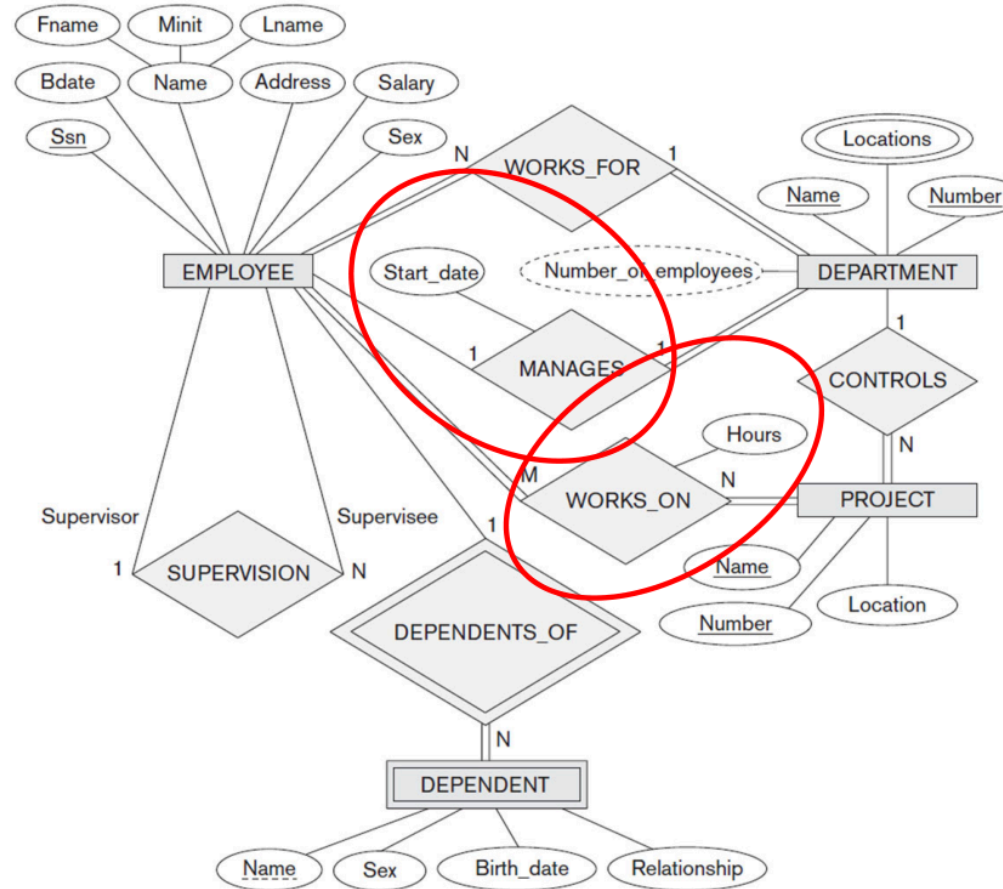 Fname Minit Lname
Bdate Name Address Salary
Ssn Sex
N WORKS_FOR 1
Locations
Name Number
EMPLOYEE Start_date Number_of_employees DEPARTMENT
1 MANAGES 1
1
CONTROLS
N
Hours
M WORKS_ON N
PROJECT
Supervisor Supervisee
1
1 SUPERVISION N
Name
Number Location
DEPENDENTS_OF
N
DEPENDENT
Name Sex Birth_date Relationship